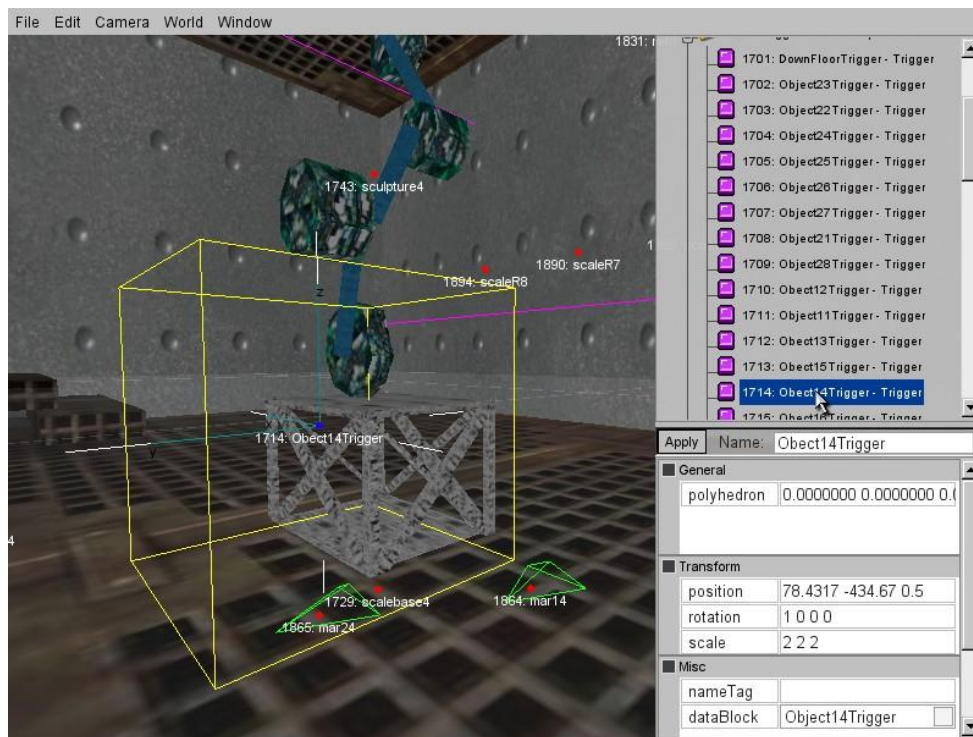 File Edit Camera World Window
1831:
1701: DownFloorTrigger - Trigger
1702: Object23Trigger - Trigger
1703: Object22Trigger - Trigger
1704: Object24Trigger - Trigger
1705: Object25Trigger - Trigger
1706: Object26Trigger - Trigger
1707: Object27Trigger - Trigger
1708: Object21Trigger - Trigger
1709: Object28Trigger - Trigger
1710: Obect12Trigger - Trigger
1711: Obect11Trigger - Trigger
1712: Obect13Trigger - Trigger
1713: Obect15Trigger - Trigger
1714: Obect14Trigger - Trigger
1715: Obect16Trigger - Trigger
1743: sculpture4
1890: scaleR7
1894: scaleR8
z
1714: Obect14Trigger
y
4
1729: scalebase4
1864: mar14
1865: mar24
Apply Name: Obect14Trigger
General
polyhedron 0.0000000 0.0000000 0.(
Transform
position 78.4317 -434.67 0.5
rotation 1 0 0 0
scale 2 2 2
Misc
nameTag
dataBlock Object14Trigger